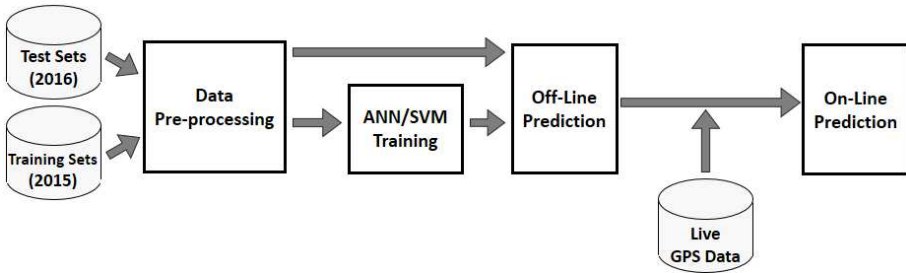 Test Sets
(2016)
Training Sets
(2015)
Data
Pre-processing
ANN/SVM
Training
Off-Line
Prediction
Live
GPS Data
On-Line
Prediction